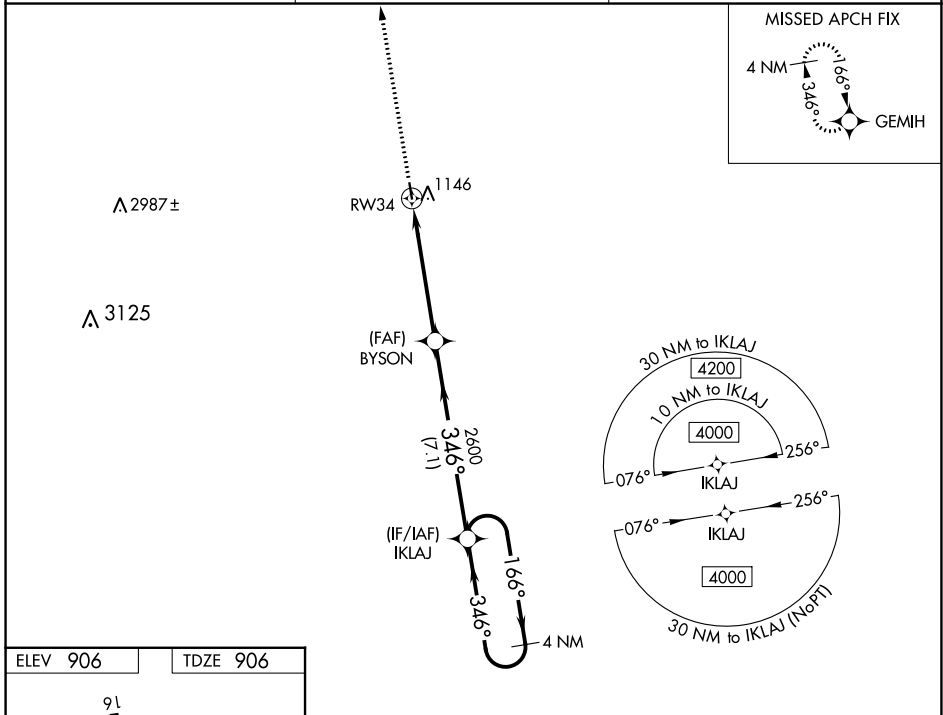 MISSED APCH FIX
4 NM
166°
346°
GEMIH
1146
RW34
2987±
3125
(FAF)
BYSON
2600
346°
(7.1)
(IF/IAF)
IKLAJ
166°
346°
4 NM
30 NM to IKLAJ
4200
10 NM to IKLAJ
4000
076°
256°
IKLAJ
076°
256°
IKLAJ
4000
30 NM to IKLAJ (NoPT)
ELEV 906
TDZE 906
16